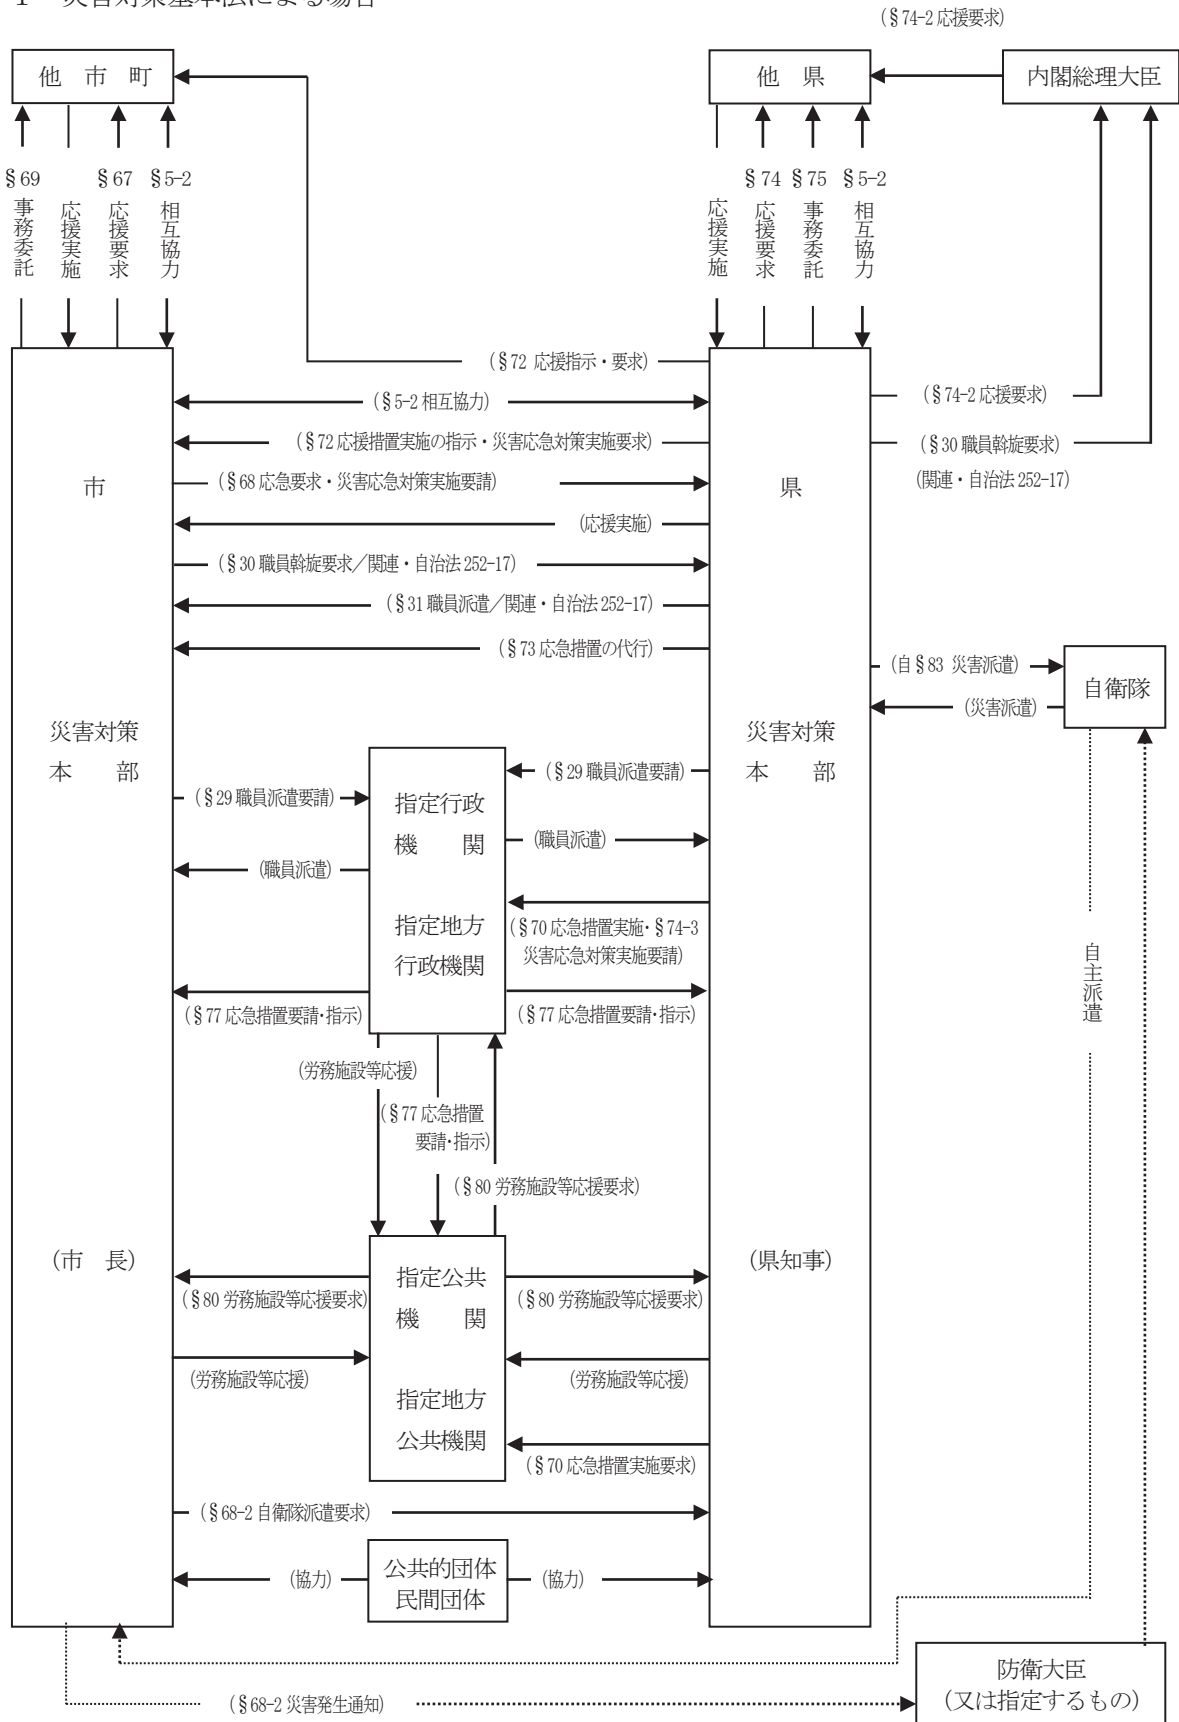 1 災害対策基本法による場合
(§74-2 応援要求)
他 市 町
他 県
内閣総理大臣
§69 事務委託
応援実施
§67 応援要求
§5-2 相互協力
応援実施
§74 応援要求
§75 事務委託
§5-2 相互協力
(§72 応援指示・要求)
(§5-2 相互協力)
(§74-2 応援要求)
(§72 応援措置実施の指示・災害応急対策実施要求)
(§30 職員斡旋要求)
(関連・自治法 252-17)
市
(§68 応急要求・災害応急対策実施要請)
県
(応援実施)
(§30 職員斡旋要求/関連・自治法 252-17)
(§31 職員派遣/関連・自治法 252-17)
(§73 応急措置の代行)
(自§83 災害派遣)
自衛隊
(災害派遣)
災害対策
本 部
災害対策
本 部
(§29 職員派遣要請)
(§29 職員派遣要請)
指定行政
機 関
(職員派遣)
(職員派遣)
指定地方
行政機関
(§70 応急措置実施・§74-3
災害応急対策実施要請)
自主派遣
(§77 応急措置要請・指示)
(§77 応急措置要請・指示)
(労務施設等応援)
(§77 応急措置
要請・指示)
(§80 労務施設等応援要求)
(市 長)
(県知事)
指定公共
機 関
(§80 労務施設等応援要求)
(§80 労務施設等応援要求)
(労務施設等応援)
(労務施設等応援)
指定地方
公共機関
(§70 応急措置実施要求)
(§68-2 自衛隊派遣要求)
(協力)
公共的団体
民間団体
(協力)
防衛大臣
(又は指定するもの)
(§68-2 災害発生通知)